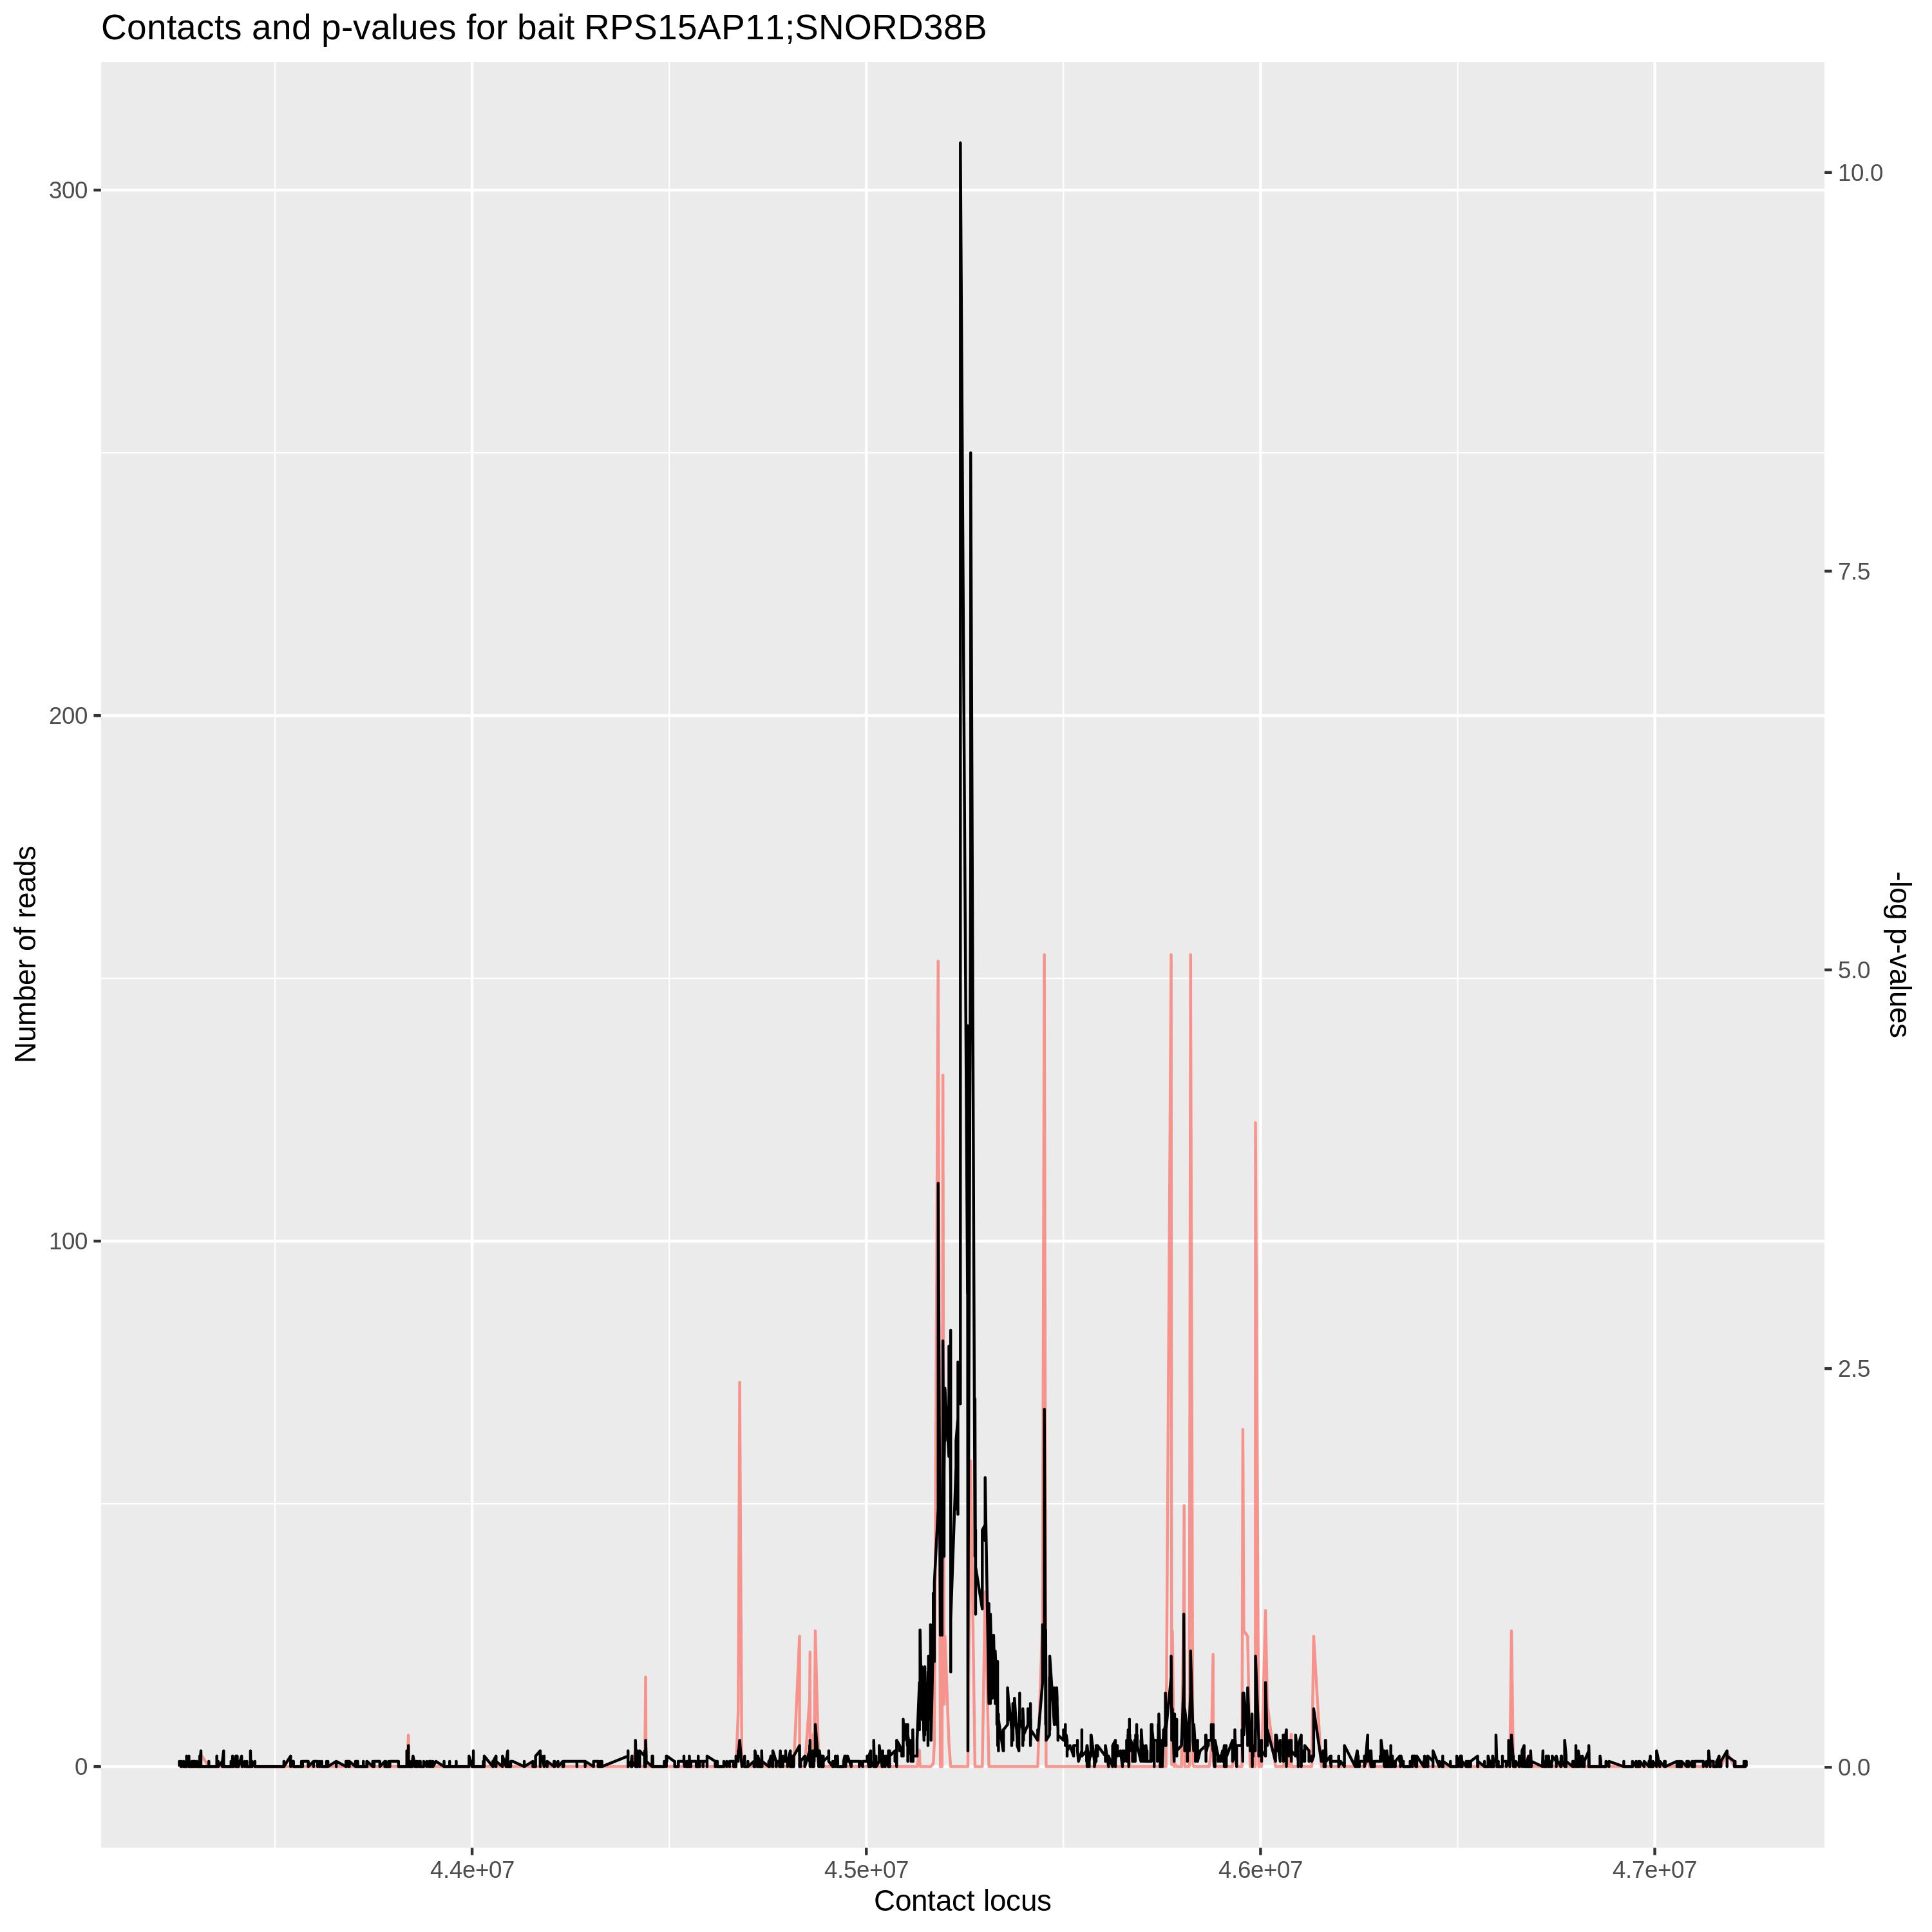 Contacts and p-values for bait RPS15AP11;SNORD38B
300
200
100
0
Number of reads
10.0
7.5
5.0
2.5
0.0
-log p-values
4.4e+07
4.5e+07
4.6e+07
4.7e+07
Contact locus